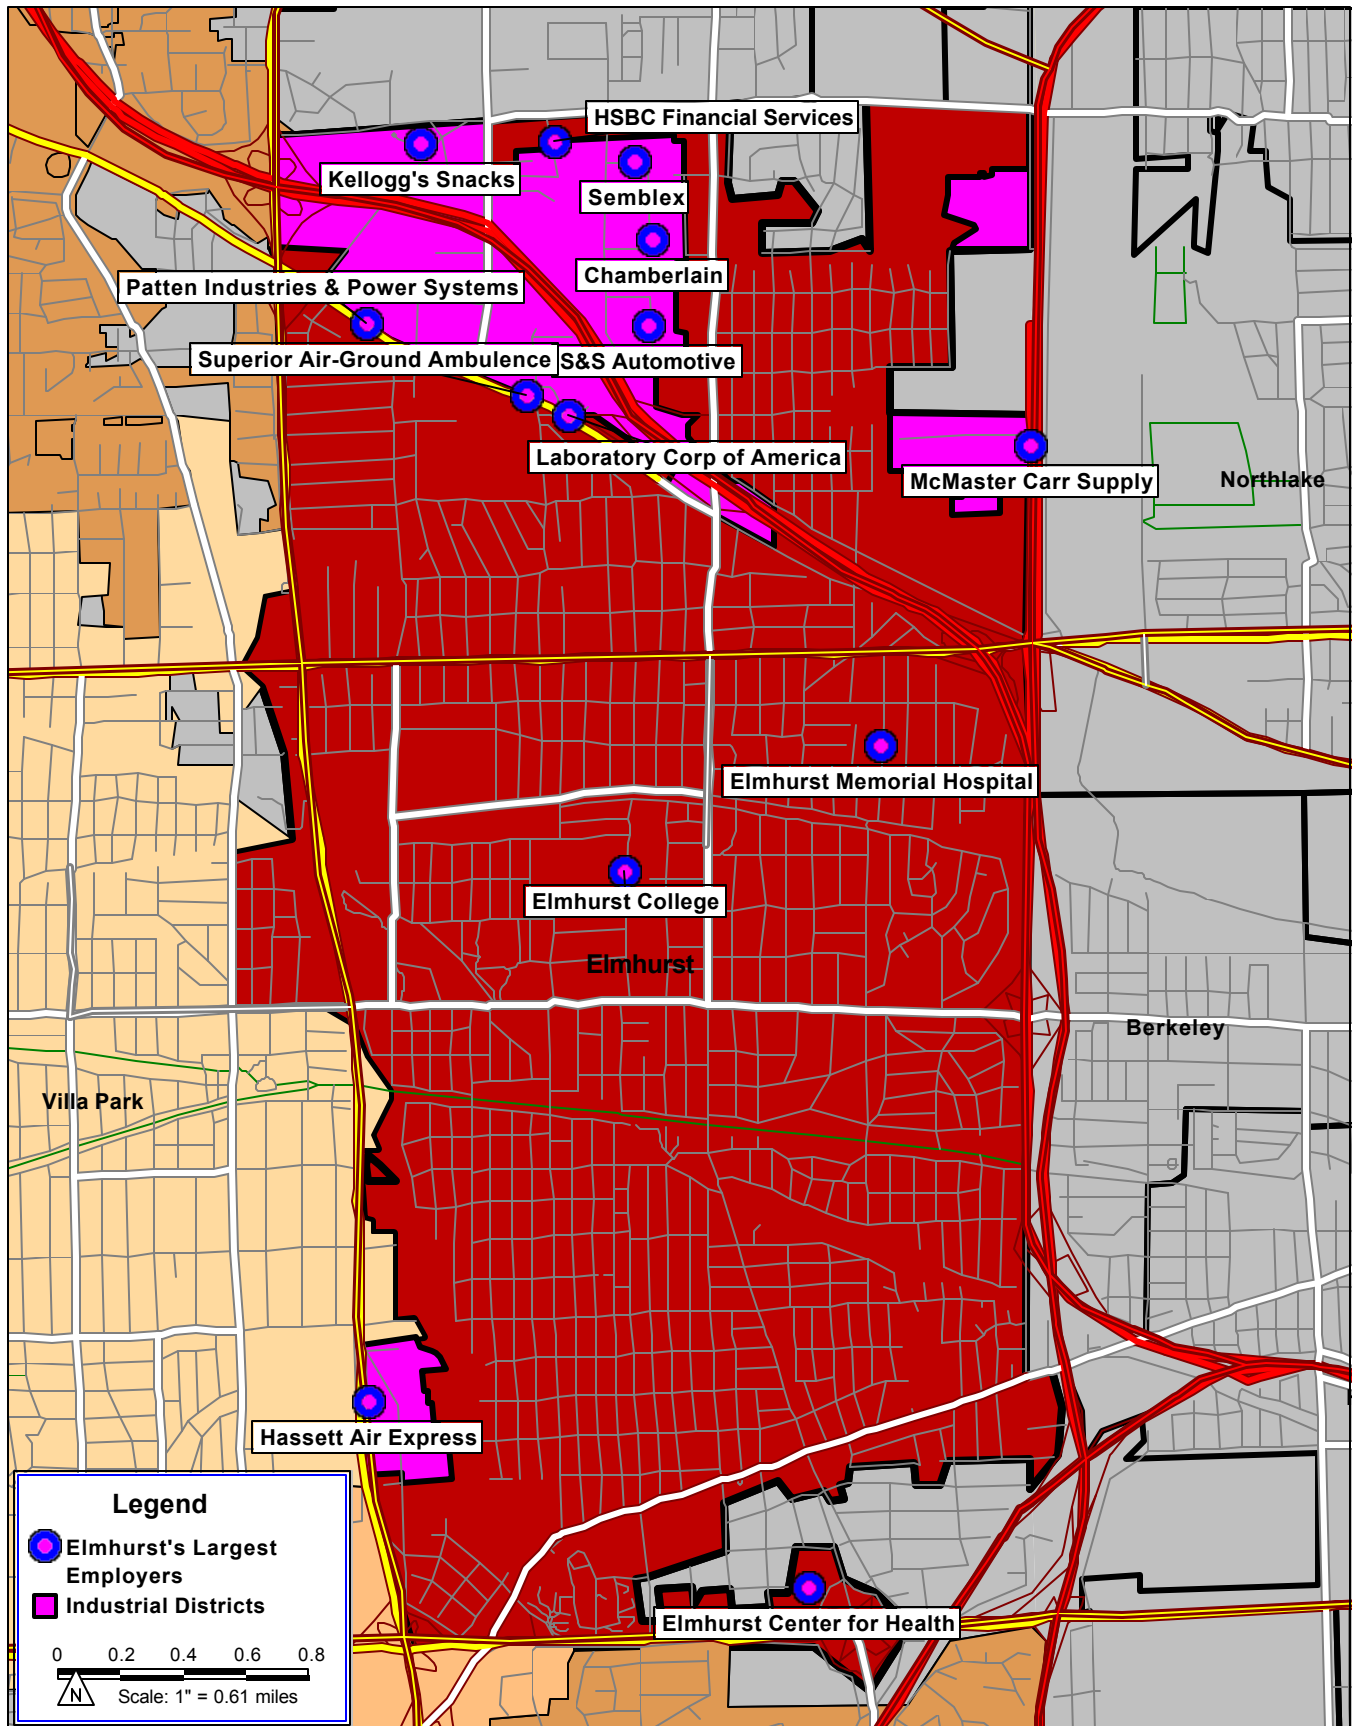 HSBC Financial Services
Kellogg's Snacks
Semblex
Chamberlain
Patten Industries & Power Systems
Superior Air-Ground Ambulence
S&S Automotive
Laboratory Corp of America
McMaster Carr Supply
Northlake
Elmhurst Memorial Hospital
Elmhurst College
Elmhurst
Berkeley
Villa Park
Hassett Air Express
Elmhurst Center for Health
Legend
Elmhurst's Largest
Employers
Industrial Districts
0 0.2 0.4 0.6 0.8
N
Scale: 1" = 0.61 miles